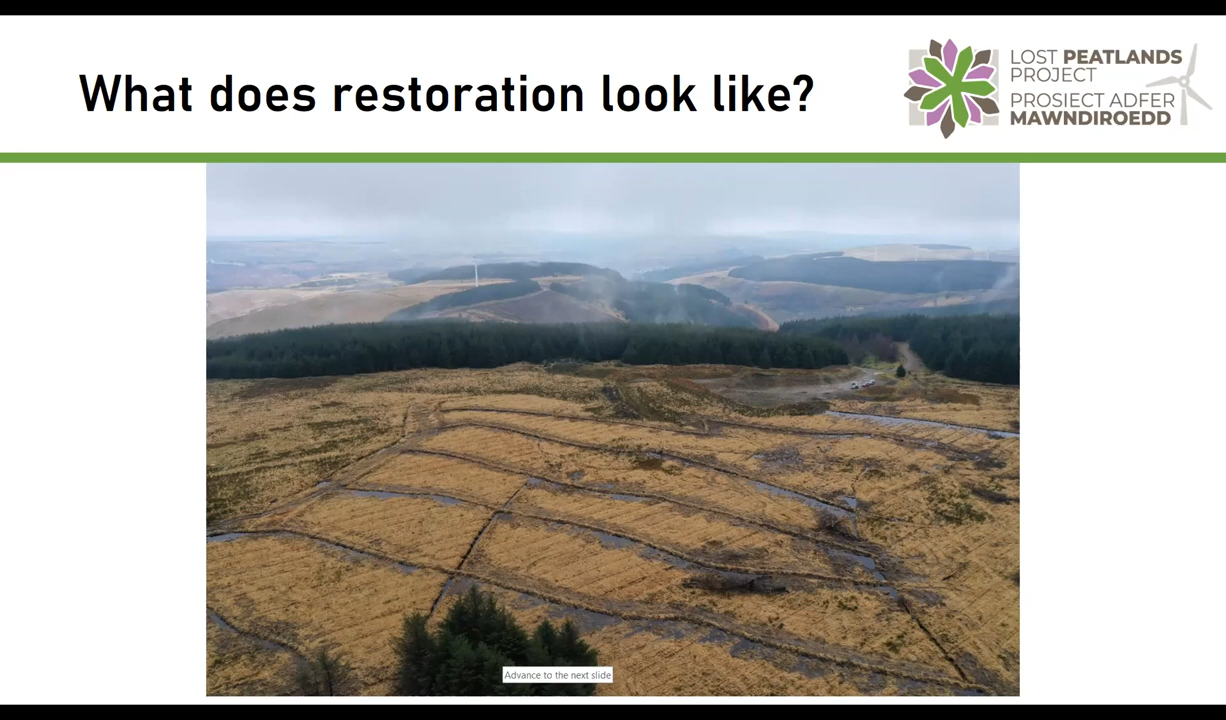 What does restoration look like?
LOST PEATLANDS
PROJECT
PROSIECT ADFER
MAWNDIROEDD
Advance to the next slide